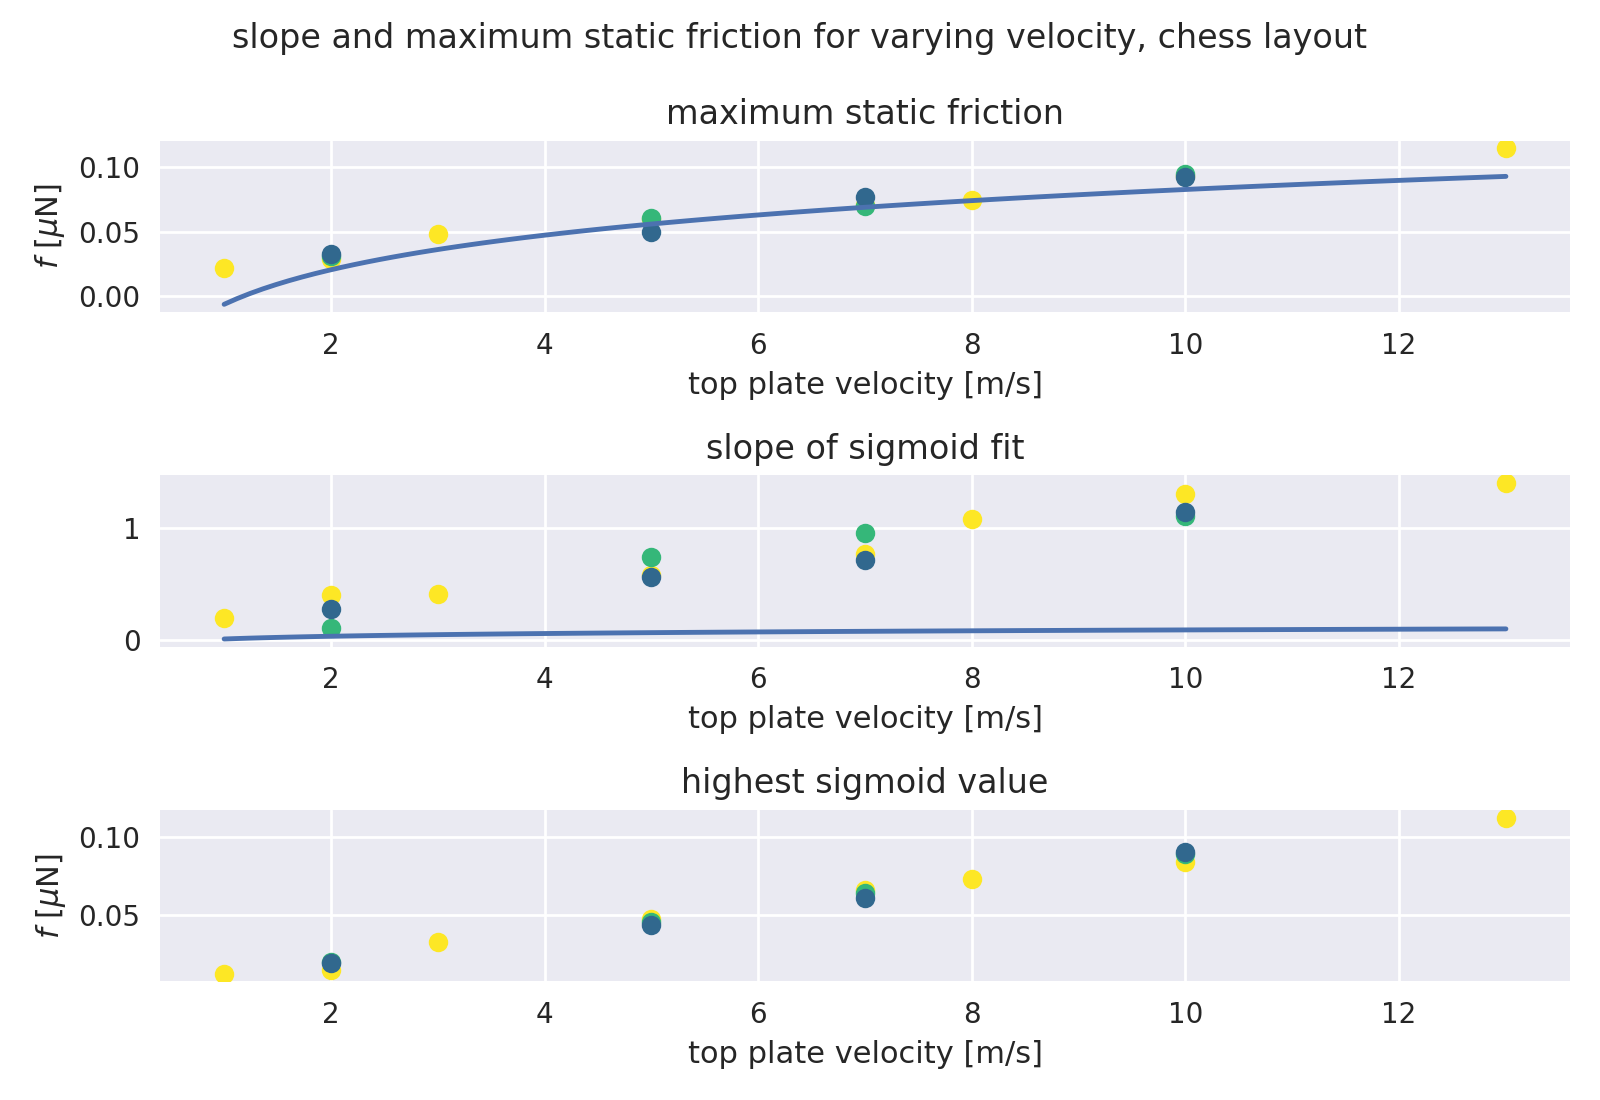 slope and maximum static friction for varying velocity, chess layout
maximum static friction
f [μN]
0.10
0.05
0.00
2 4 6 8 10 12
top plate velocity [m/s]
slope of sigmoid fit
1
0
2 4 6 8 10 12
top plate velocity [m/s]
highest sigmoid value
f [μN]
0.10
0.05
2 4 6 8 10 12
top plate velocity [m/s]